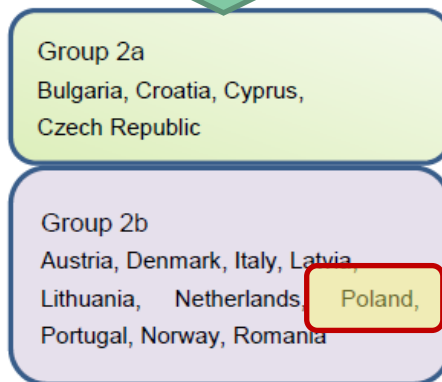 Group 2a
Bulgaria, Croatia, Cyprus,
Czech Republic
Group 2b
Austria, Denmark, Italy, Latvia,
Lithuania, Netherlands, Poland,
Portugal, Norway, Romania